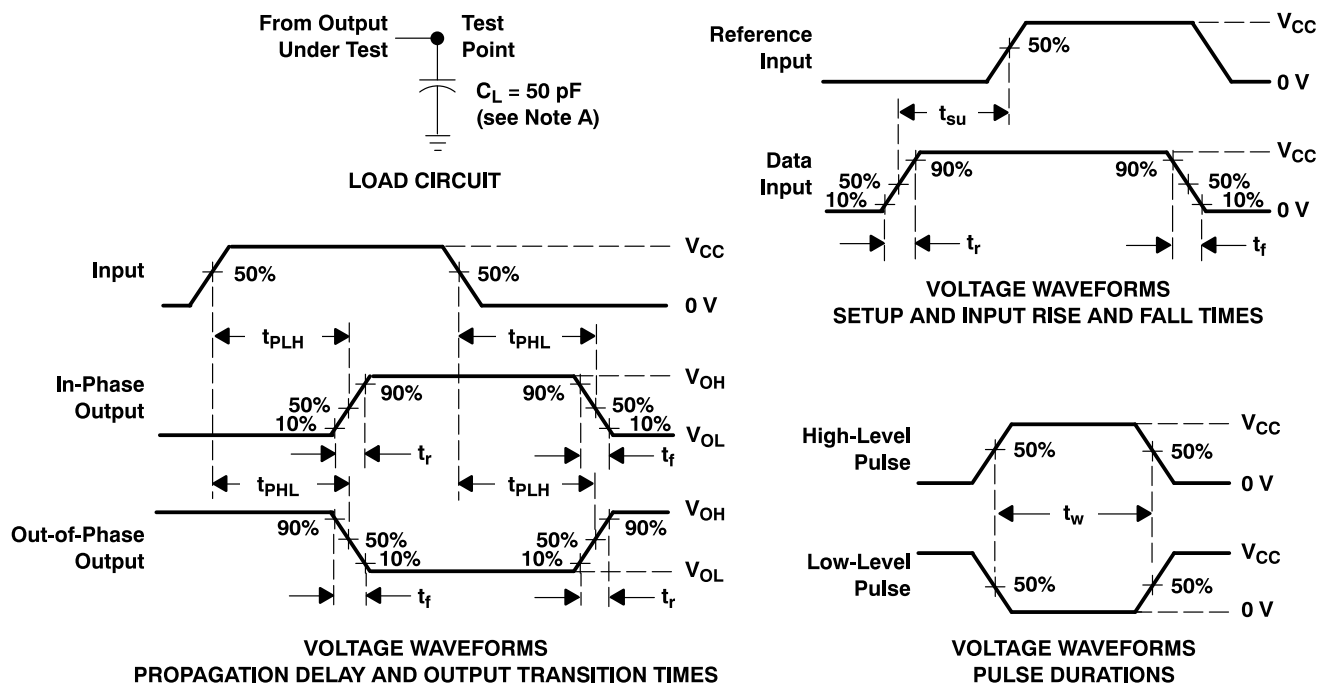 From Output
Under Test
Test
Point
C_L = 50 pF
(see Note A)
LOAD CIRCUIT
Input
50%
50%
V_CC
0 V
t_PLH
t_PHL
In-Phase
Output
50%
10%
90%
90%
50%
10%
V_OH
V_OL
t_r
t_f
t_PHL
t_PLH
Out-of-Phase
Output
90%
50%
10%
50%
10%
90%
V_OH
V_OL
t_f
t_r
VOLTAGE WAVEFORMS
PROPAGATION DELAY AND OUTPUT TRANSITION TIMES
Reference
Input
50%
V_CC
0 V
t_su
Data
Input
50%
10%
90%
90%
50%
10%
V_CC
0 V
t_r
t_f
VOLTAGE WAVEFORMS
SETUP AND INPUT RISE AND FALL TIMES
High-Level
Pulse
50%
50%
V_CC
0 V
t_w
Low-Level
Pulse
50%
50%
V_CC
0 V
VOLTAGE WAVEFORMS
PULSE DURATIONS